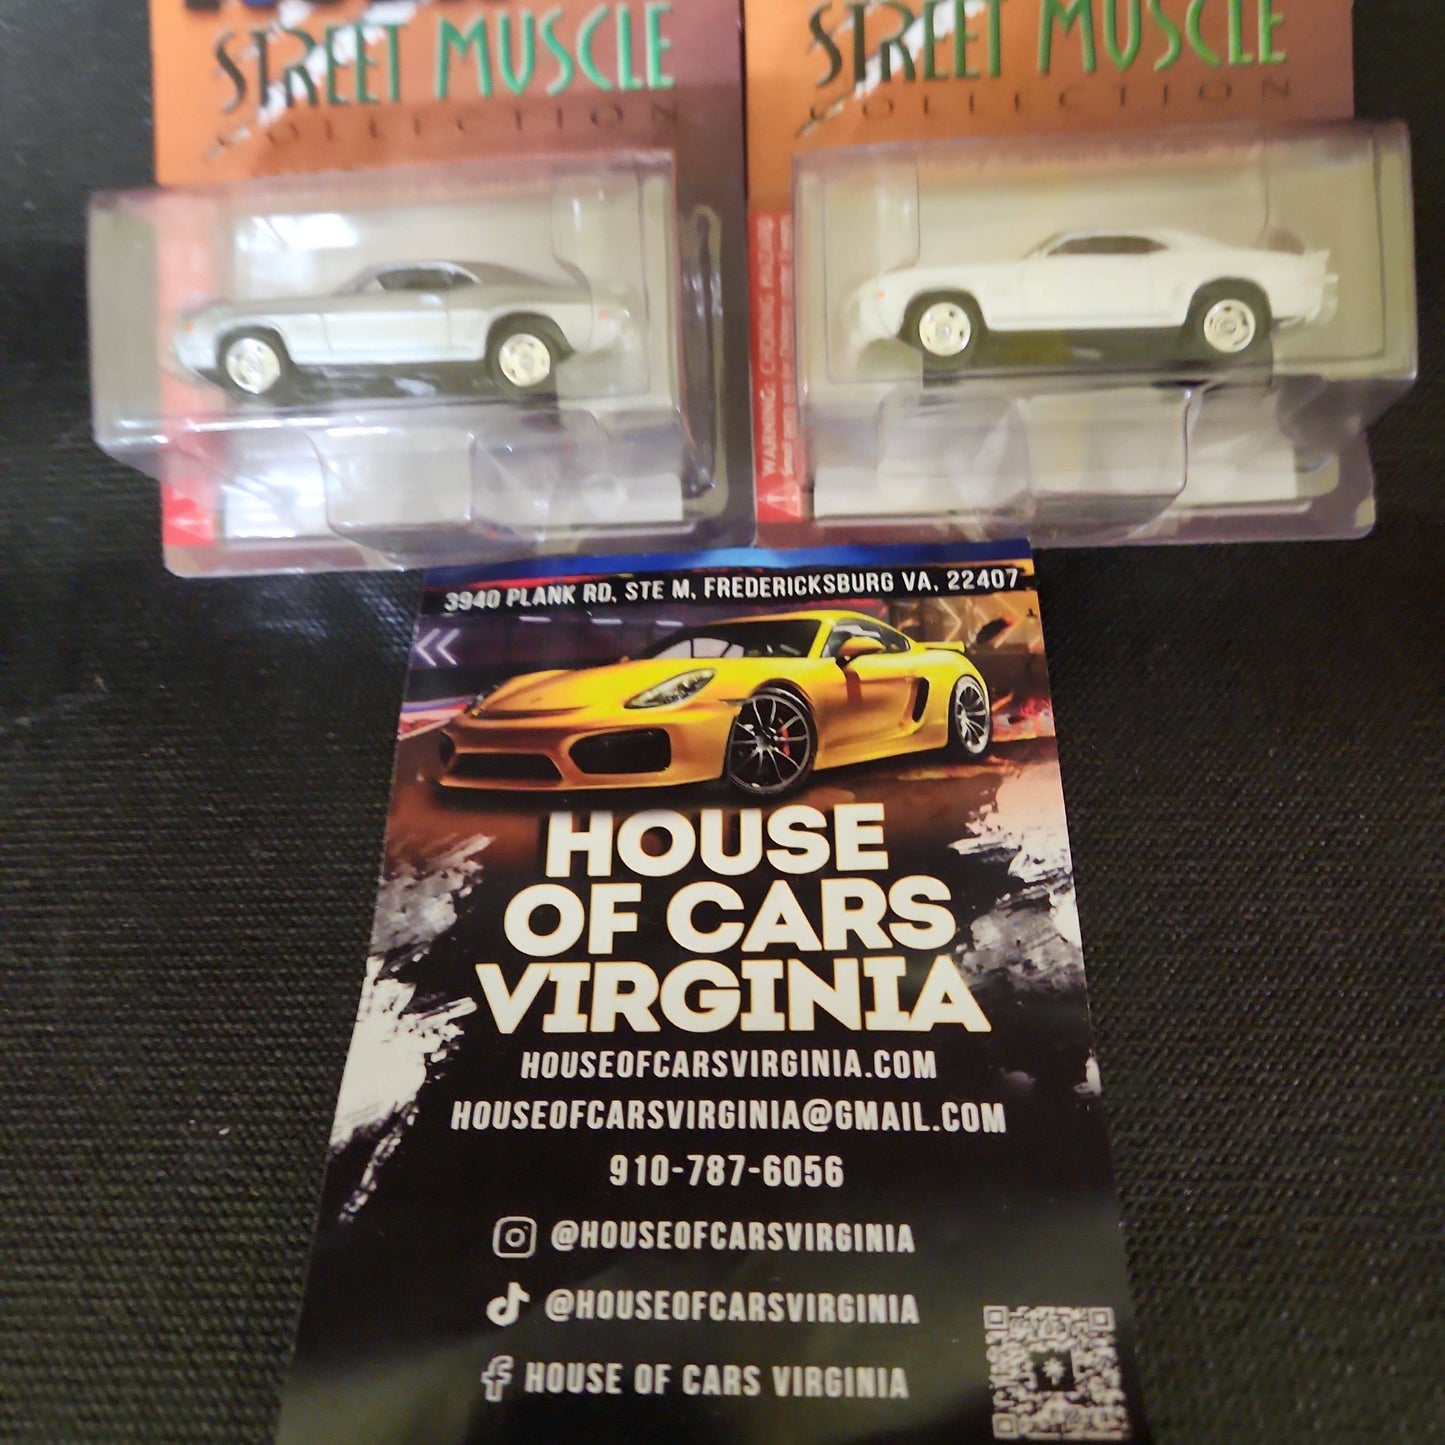 STREET MUSCLE
COLLECTION
STREET MUSCLE
COLLECTION
WARNING: CHOKING HAZARD
3940 PLANK RD, STE M, FREDERICKSBURG VA, 22407
HOUSE
OF CARS
VIRGINIA
HOUSEOFCARSVIRGINIA.COM
HOUSEOFCARSVIRGINIA@GMAIL.COM
910-787-6056
@HOUSEOFCARSVIRGINIA
@HOUSEOFCARSVIRGINIA
HOUSE OF CARS VIRGINIA